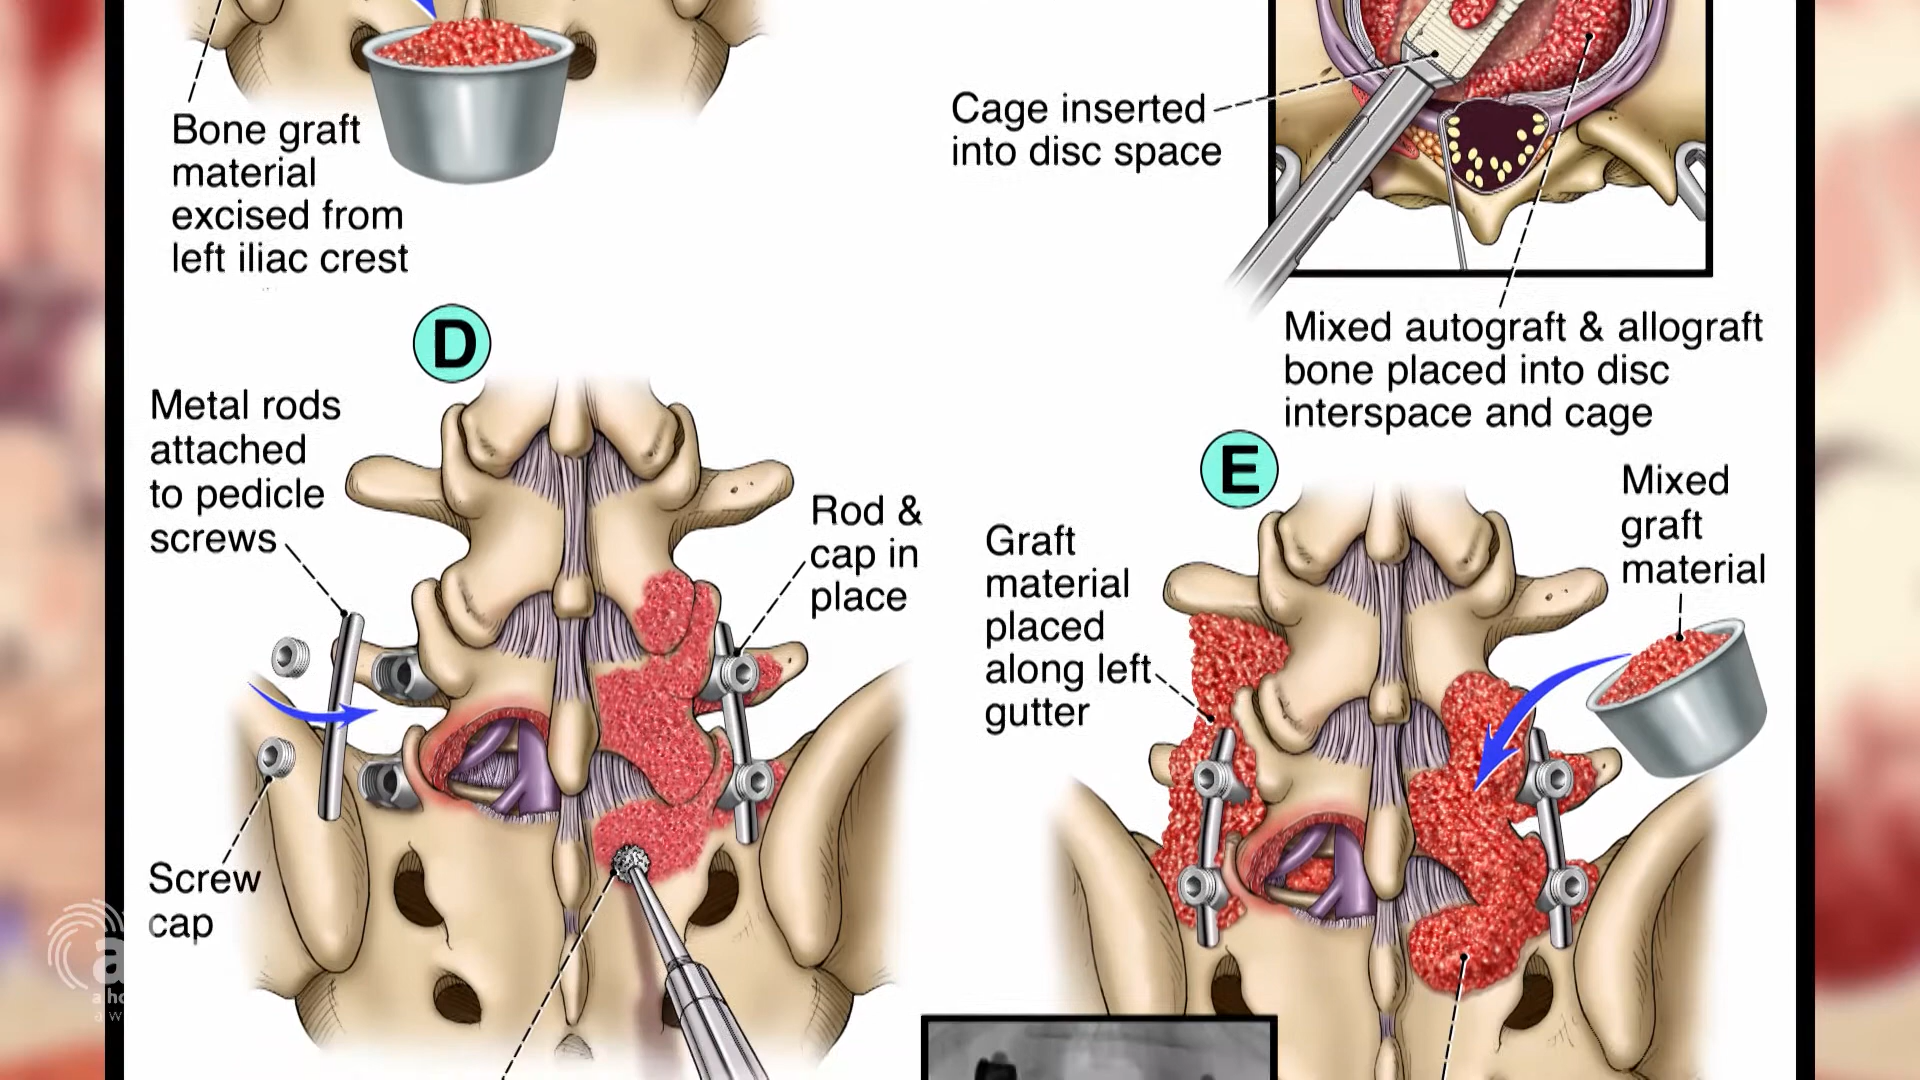 Bone graft
material
excised from
left iliac crest
Cage inserted
into disc space
Mixed autograft & allograft
bone placed into disc
interspace and cage
D
Metal rods
attached
to pedicle
screws
Rod &
cap in
place
Screw
cap
E
Graft
material
placed
along left
gutter
Mixed
graft
material